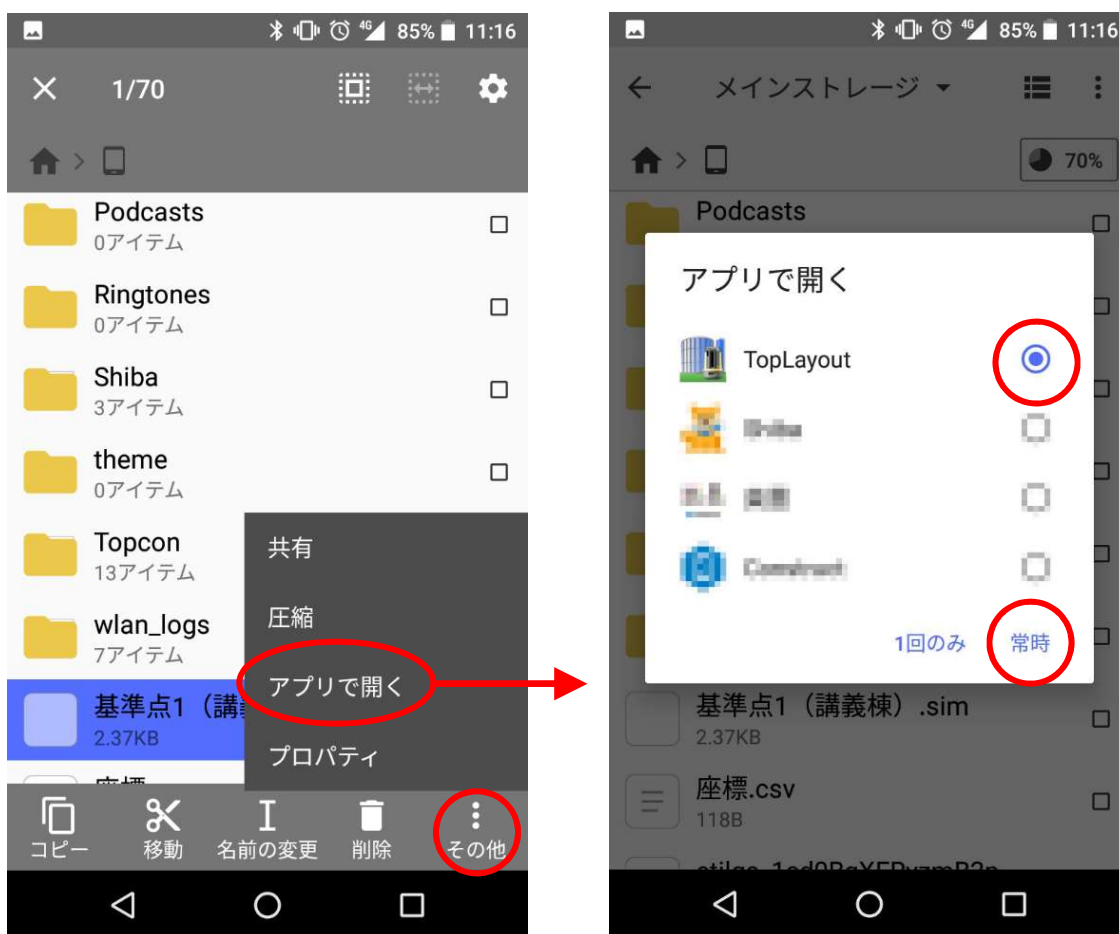 85% 11:16
1/70
Podcasts
0アイテム
Ringtones
0アイテム
Shiba
3アイテム
theme
0アイテム
Topcon
13アイテム
wlan_logs
7アイテム
基準点1（講
2.37KB
共有
圧縮
アプリで開く
プロパティ
コピー 移動 名前の変更 削除 その他
4G 85% 11:16
メインストレージ
70%
Podcasts
アプリで開く
TopLayout
1回のみ 常時
基準点1（講義棟）.sim
2.37KB
座標.csv
118B